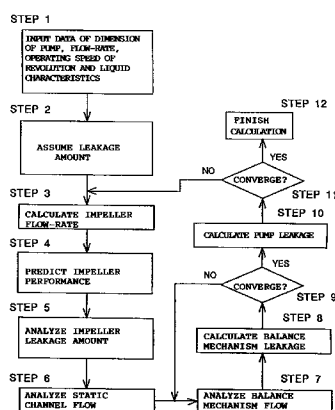 STEP 1
INPUT DATA OF DIMENSION
OF PUMP, FLOW-RATE,
OPERATING SPEED OF
REVOLUTION AND LIQUID
CHARACTERISTICS
STEP 2
ASSUME LEAKAGE
AMOUNT
STEP 3
CALCULATE IMPELLER
FLOW-RATE
STEP 4
PREDICT IMPELLER
PERFORMANCE
STEP 5
ANALYZE IMPELLER
LEAKAGE AMOUNT
STEP 6
ANALYZE STATIC
CHANNEL FLOW
STEP 7
ANALYZE BALANCE
MECHANISM FLOW
STEP 8
CALCULATE BALANCE
MECHANISM LEAKAGE
STEP 9
CONVERGE?
NO
YES
STEP 10
CALCULATE PUMP LEAKAGE
STEP 11
CONVERGE?
NO
YES
STEP 12
FINISH
CALCULATION